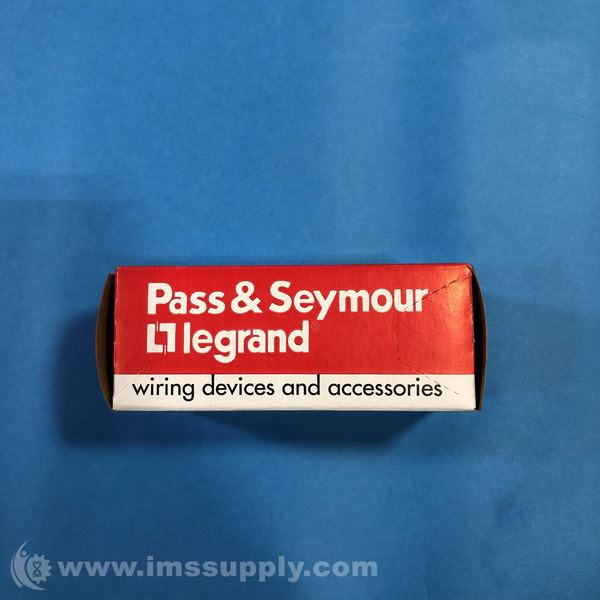 Pass & Seymour
legrand
wiring devices and accessories
www.imssupply.com